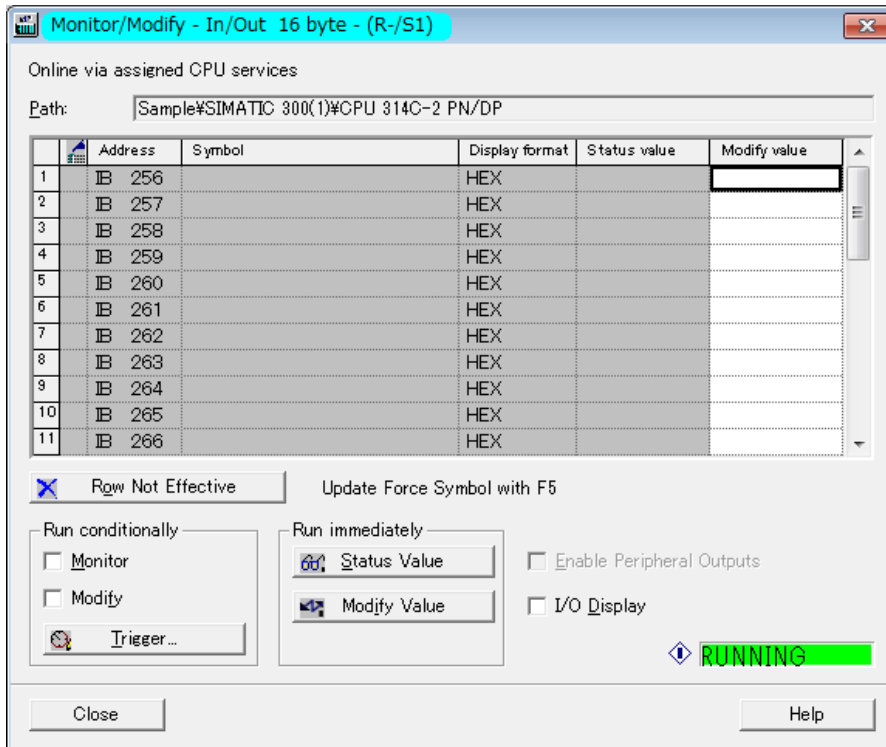 Monitor/Modify - In/Out 16 byte - (R-/S1)
Online via assigned CPU services
Path: Sample¥SIMATIC 300(1)¥CPU 314C-2 PN/DP
Address Symbol Display format Status value Modify value
1 IB 256 HEX
2 IB 257 HEX
3 IB 258 HEX
4 IB 259 HEX
5 IB 260 HEX
6 IB 261 HEX
7 IB 262 HEX
8 IB 263 HEX
9 IB 264 HEX
10 IB 265 HEX
11 IB 266 HEX
Row Not Effective Update Force Symbol with F5
Run conditionally Run immediately
Monitor Status Value Enable Peripheral Outputs
Modify Modify Value I/O Display
Trigger...
RUNNING
Close Help